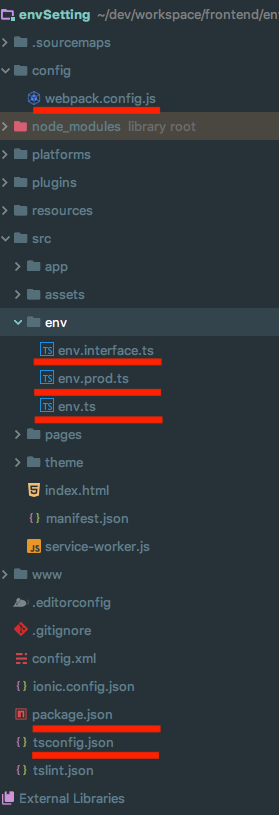 envSetting ~/dev/workspace/frontend/en
.sourcemaps
config
webpack.config.js
node_modules library root
platforms
plugins
resources
src
app
assets
env
TS env.interface.ts
TS env.prod.ts
TS env.ts
pages
theme
5 index.html
{ } manifest.json
JS service-worker.js
www
.editorconfig
.gitignore
config.xml
{ } ionic.config.json
package.json
{ } tsconfig.json
{ } tslint.json
External Libraries